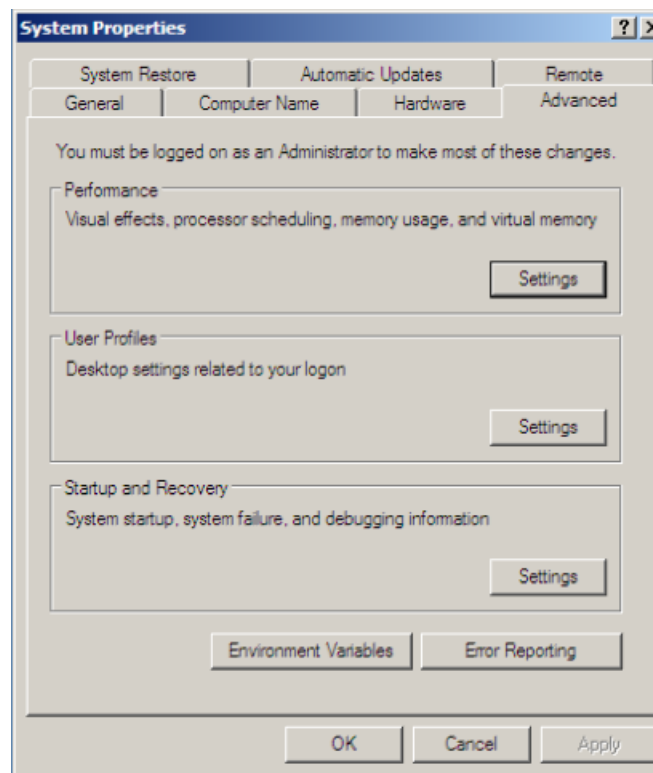 System Properties
System Restore Automatic Updates Remote
General Computer Name Hardware Advanced
You must be logged on as an Administrator to make most of these changes.
Performance
Visual effects, processor scheduling, memory usage, and virtual memory
Settings
User Profiles
Desktop settings related to your logon
Settings
Startup and Recovery
System startup, system failure, and debugging information
Settings
Environment Variables Error Reporting
OK Cancel Apply